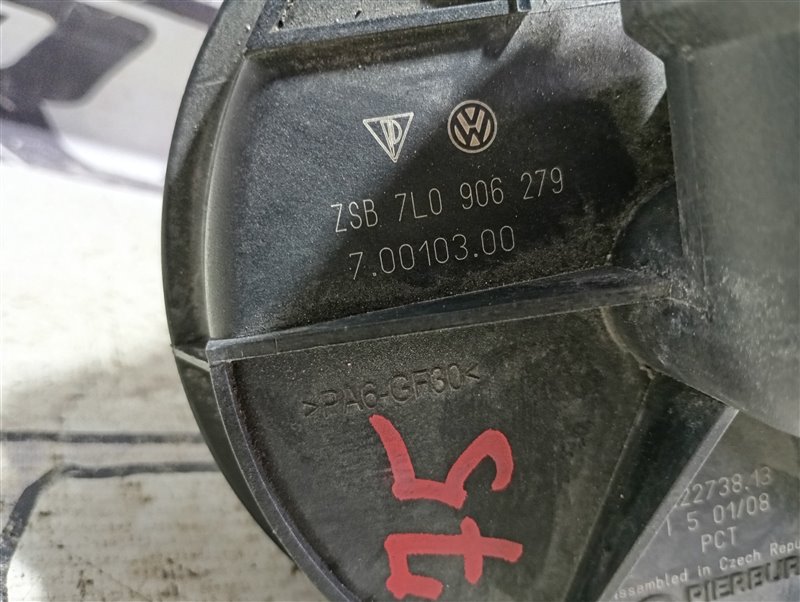 ZSB 7L0 906 279
7.00103.00
>PA6-GF30<
75
22738.13
5 01/08
PCT
Assembled in Czech Repu
PIERBUR